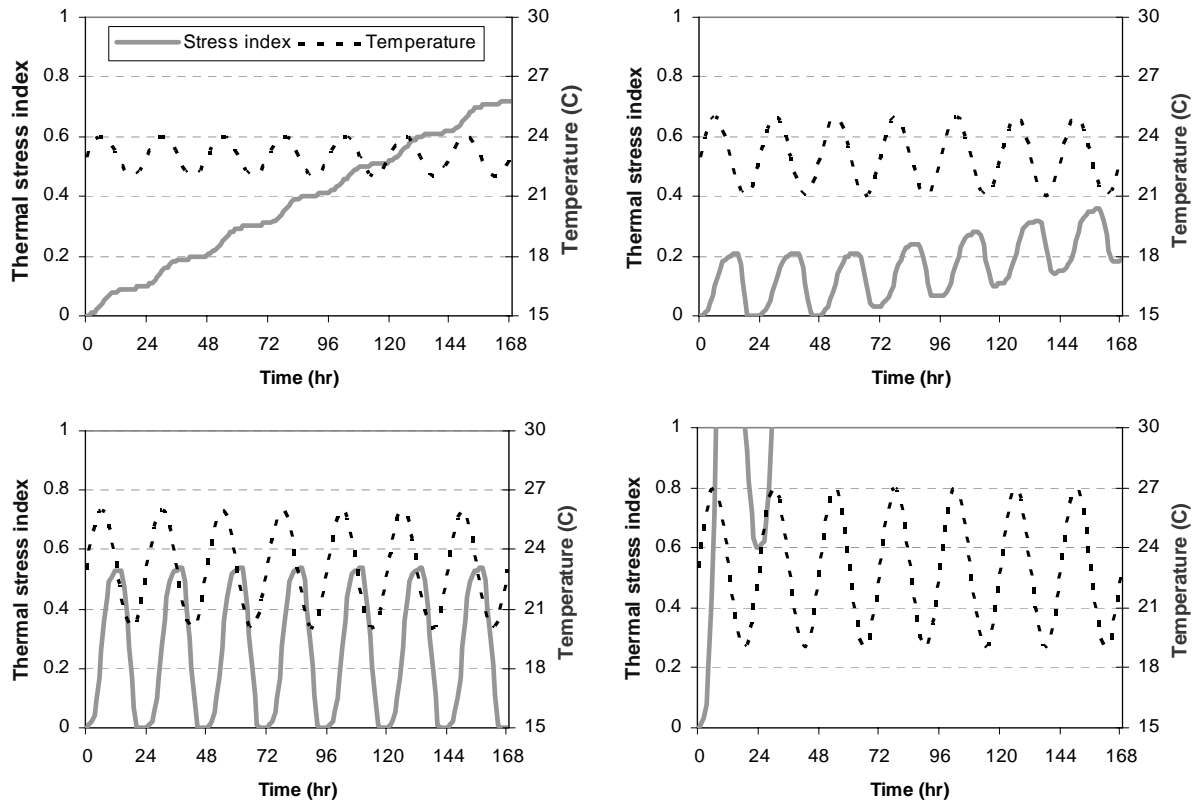 Thermal stress index
1
0.8
0.6
0.4
0.2
0
Stress index
Temperature
30
27
24
21
18
15
Temperature (C)
0 24 48 72 96 120 144 168
Time (hr)
Thermal stress index
1
0.8
0.6
0.4
0.2
0
30
27
24
21
18
15
Temperature (C)
0 24 48 72 96 120 144 168
Time (hr)
Thermal stress index
1
0.8
0.6
0.4
0.2
0
30
27
24
21
18
15
Temperature (C)
0 24 48 72 96 120 144 168
Time (hr)
Thermal stress index
1
0.8
0.6
0.4
0.2
0
30
27
24
21
18
15
Temperature (C)
0 24 48 72 96 120 144 168
Time (hr)